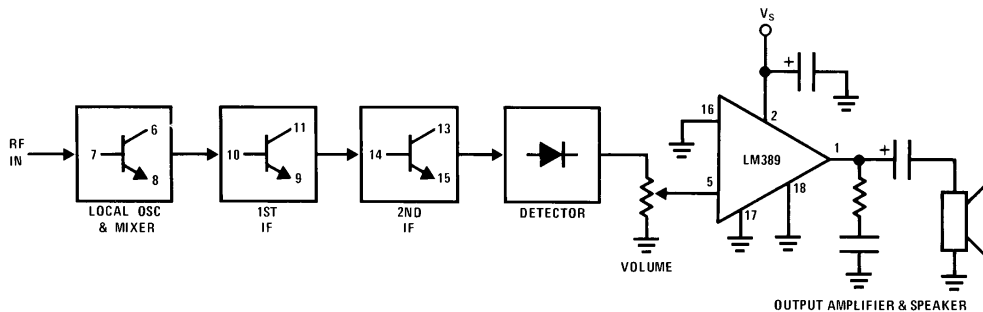 RF
IN
7
6
8
LOCAL OSC
& MIXER
10
11
9
1ST
IF
14
13
15
2ND
IF
DETECTOR
VOLUME
VS
+
16
2
LM389
5
17
18
1
+
OUTPUT AMPLIFIER & SPEAKER